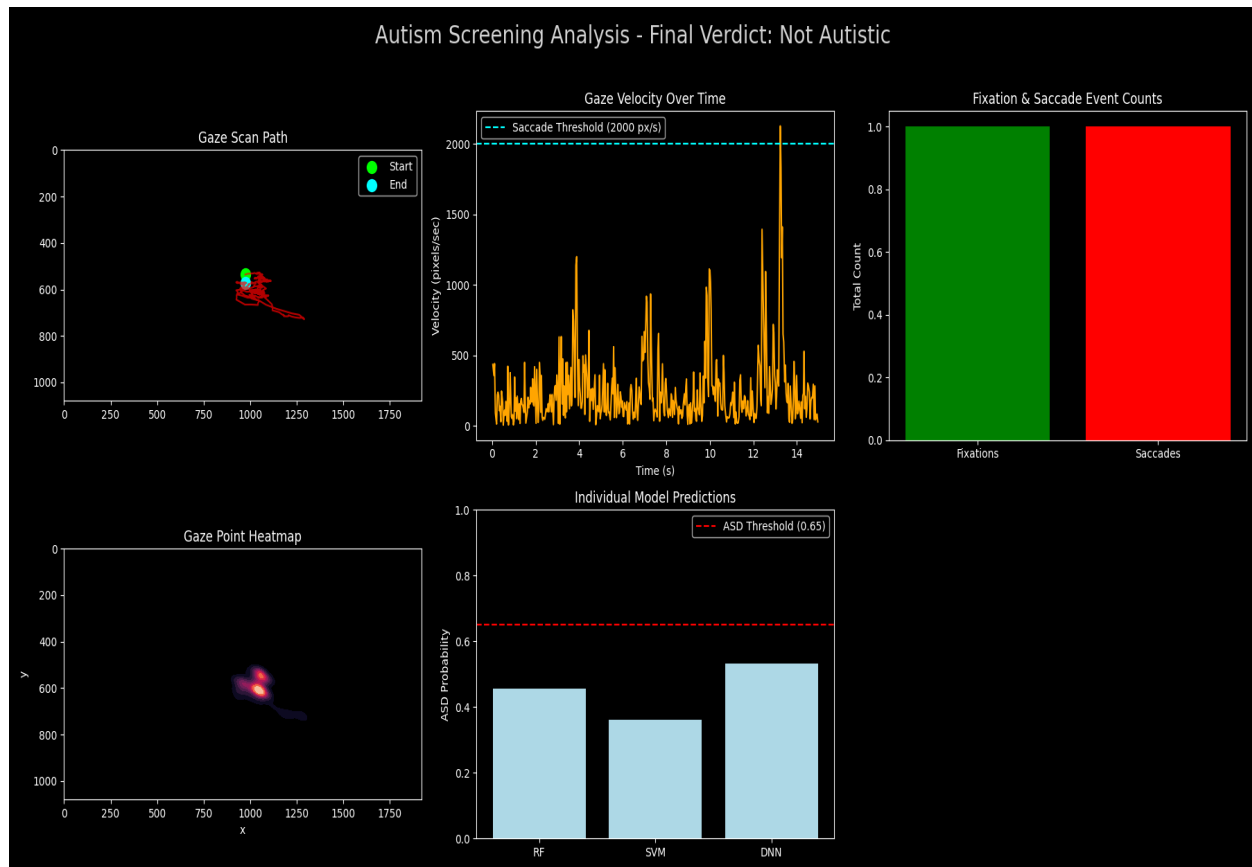 Autism Screening Analysis - Final Verdict: Not Autistic
Gaze Scan Path
Start
End
0
200
400
600
800
1000
0 250 500 750 1000 1250 1500 1750
Gaze Velocity Over Time
Saccade Threshold (2000 px/s)
Velocity (pixels/sec)
2000
1500
1000
500
0
0 2 4 6 8 10 12 14
Time (s)
Fixation & Saccade Event Counts
Total Count
1.0
0.8
0.6
0.4
0.2
0.0
Fixations Saccades
Gaze Point Heatmap
y
0
200
400
600
800
1000
0 250 500 750 1000 1250 1500 1750
x
Individual Model Predictions
ASD Threshold (0.65)
ASD Probability
1.0
0.8
0.6
0.4
0.2
0.0
RF SVM DNN